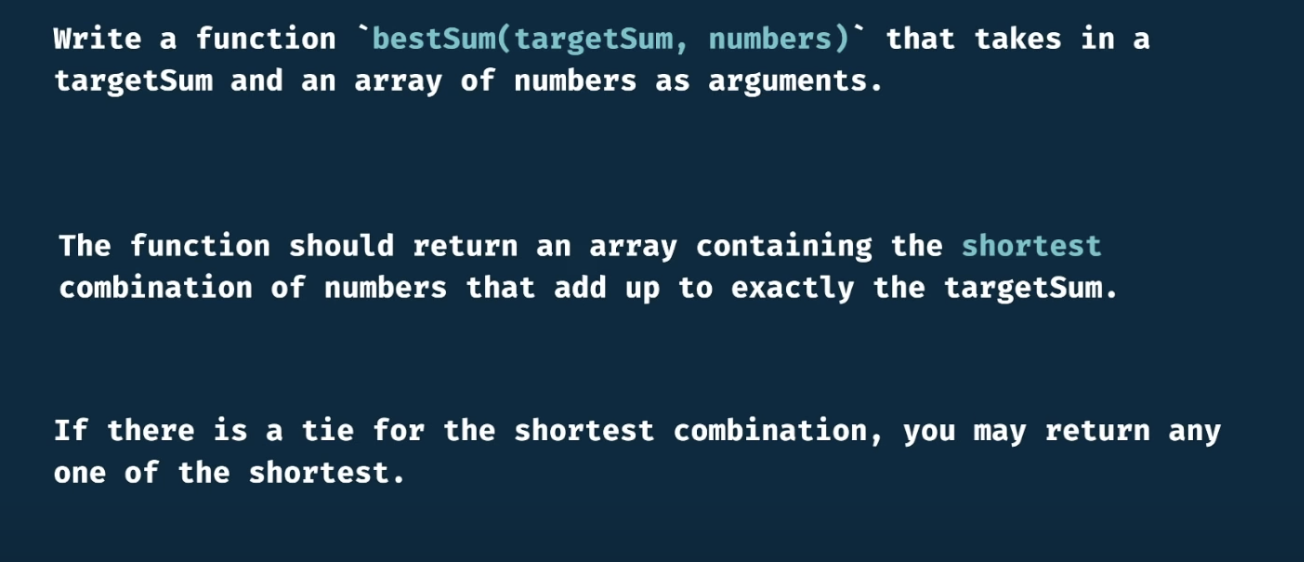 Write a function `bestSum(targetSum, numbers)` that takes in a
targetSum and an array of numbers as arguments.
The function should return an array containing the shortest
combination of numbers that add up to exactly the targetSum.
If there is a tie for the shortest combination, you may return any
one of the shortest.